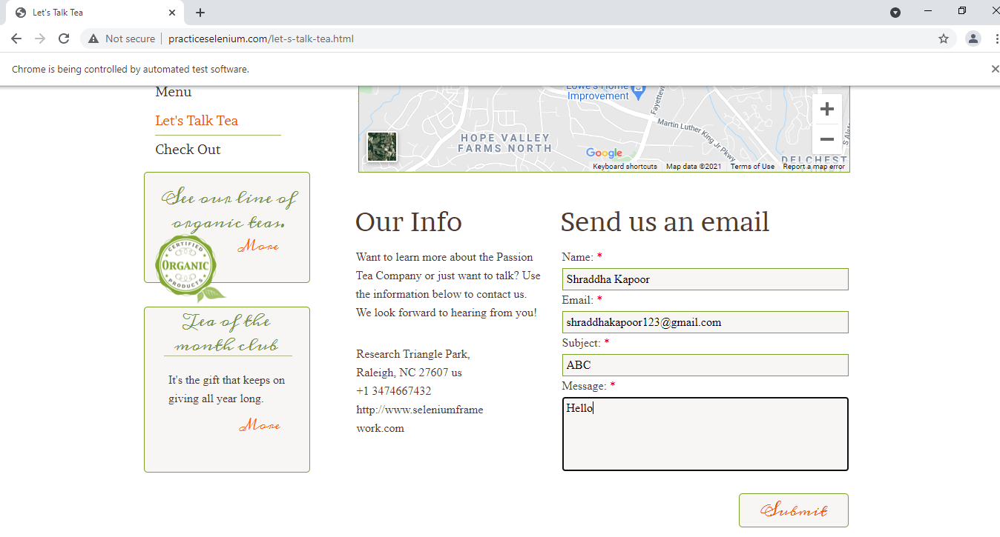 Let's Talk Tea
Not secure
practiceselenium.com/let-s-talk-tea.html
Chrome is being controlled by automated test software.
Menu
Let's Talk Tea
Check Out
See our line of
organic teas.
More
CERTIFIED
ORGANIC
PRODUCTS
Tea of the
month club
It's the gift that keeps on
giving all year long.
More
Lowe's Home
Improvement
Fayettevil
Martin Luther King Jr Pkwy
HOPE VALLEY
FARMS NORTH
S Alst
DELCHEST
Google
Keyboard shortcuts
Map data ©2021
Terms of Use
Report a map error
Our Info
Want to learn more about the Passion
Tea Company or just want to talk? Use
the information below to contact us.
We look forward to hearing from you!
Research Triangle Park,
Raleigh, NC 27607 us
+1 3474667432
http://www.seleniumframe
work.com
Send us an email
Name: *
Shraddha Kapoor
Email: *
shraddhakapoor123@gmail.com
Subject: *
ABC
Message: *
Hello
Submit